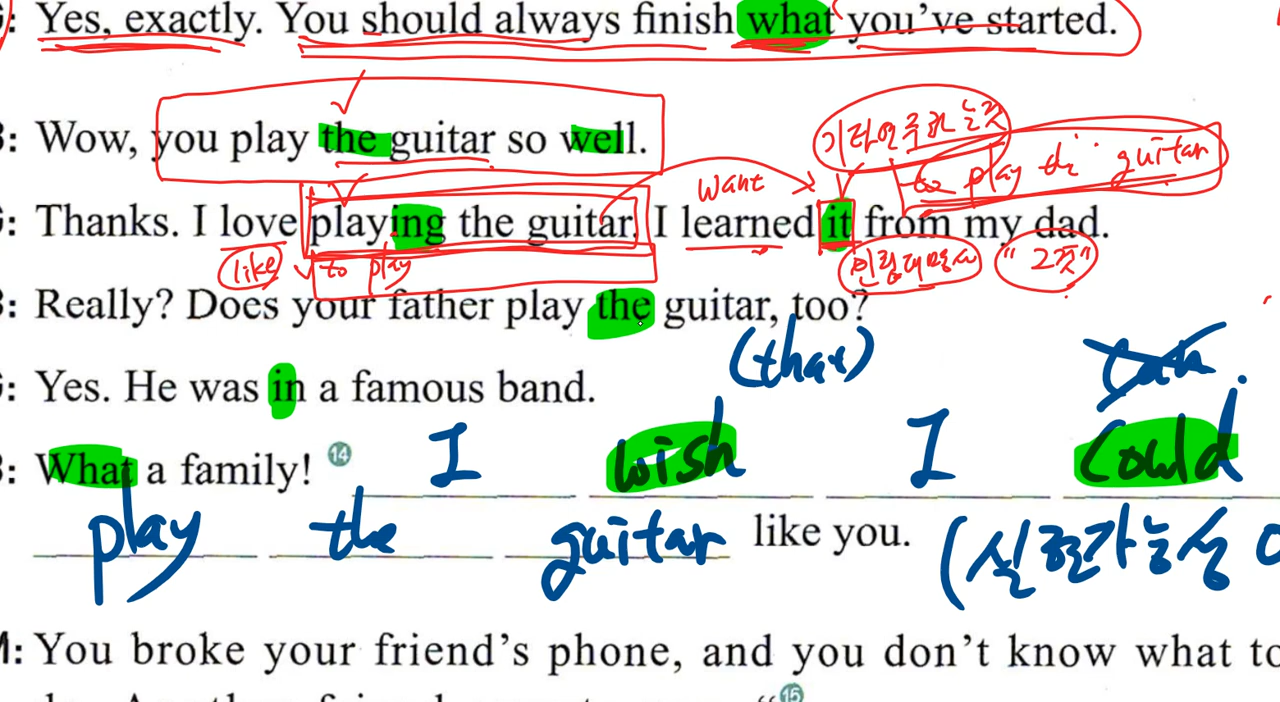 : Yes, exactly. You should always finish what you've started.
기타연주하는것
: Wow, you play the guitar so well.
to play the guitar
want
: Thanks. I love playing the guitar. I learned it from my dad.
like to play 인칭대명사 "그것"
: Really? Does your father play the guitar, too?
(that)
: Yes. He was in a famous band.
: What a family! 14 I wish I could
play the guitar like you. (실현가능성
M: You broke your friend's phone, and you don't know what to
15